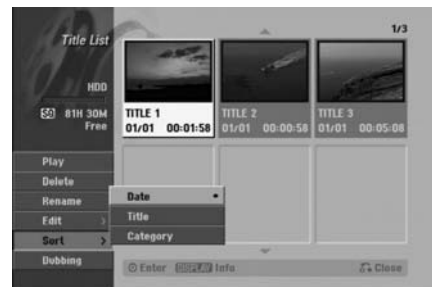 Title List
1/3
HDD
SQ 81H 30M
Free
TITLE 1
01/01 00:01:58
TITLE 2
01/01 00:00:58
TITLE 3
01/01 00:05:08
Play
Delete
Rename
Edit >
Sort >
Dubbing
Date •
Title
Category
Enter DISPLAY Info
Close